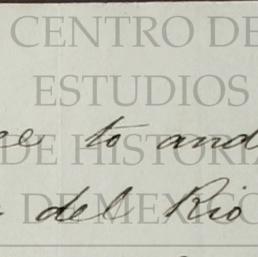 CENTRO DE
ESTUDIOS
to and
DE HISTORIA
del Rio
DE MEXICO